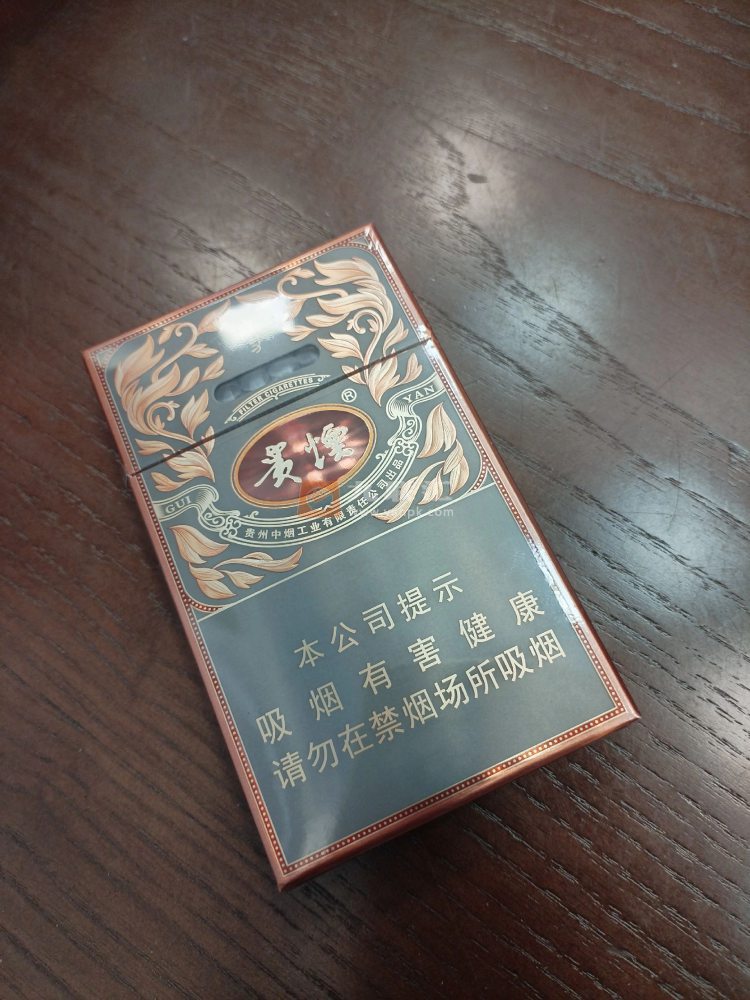 FILTER CIGARETTES
®
贵烟
GUI
YAN
贵州中烟工业有限责任公司出品
本公司提示
吸烟有害健康
请勿在禁烟场所吸烟